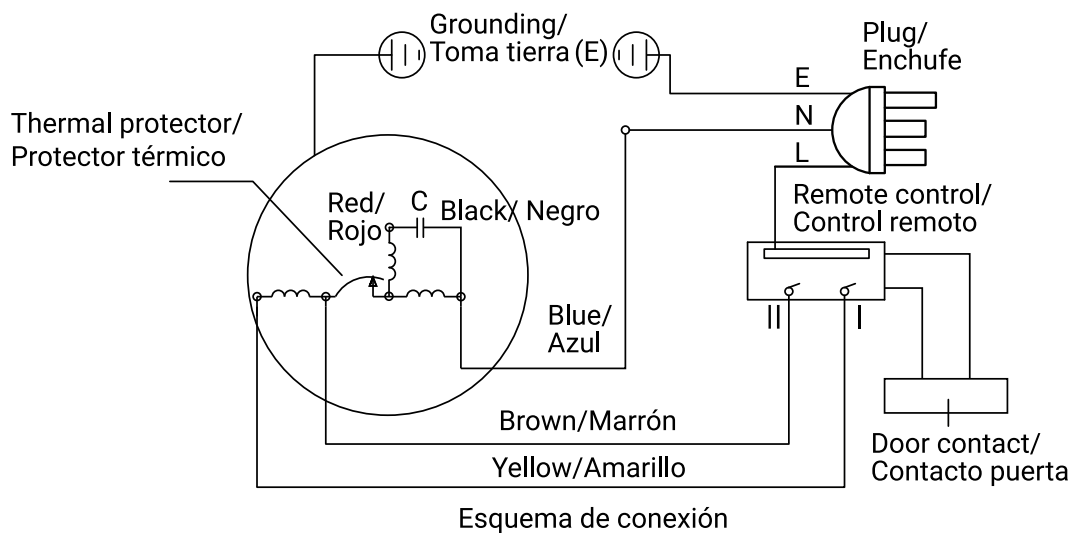 Grounding/
Toma tierra (E)
Plug/
Enchufe
E
N
L
Thermal protector/
Protector térmico
Red/
Rojo
C
Black/ Negro
Remote control/
Control remoto
II
I
Blue/
Azul
Brown/Marrón
Yellow/Amarillo
Door contact/
Contacto puerta
Esquema de conexión